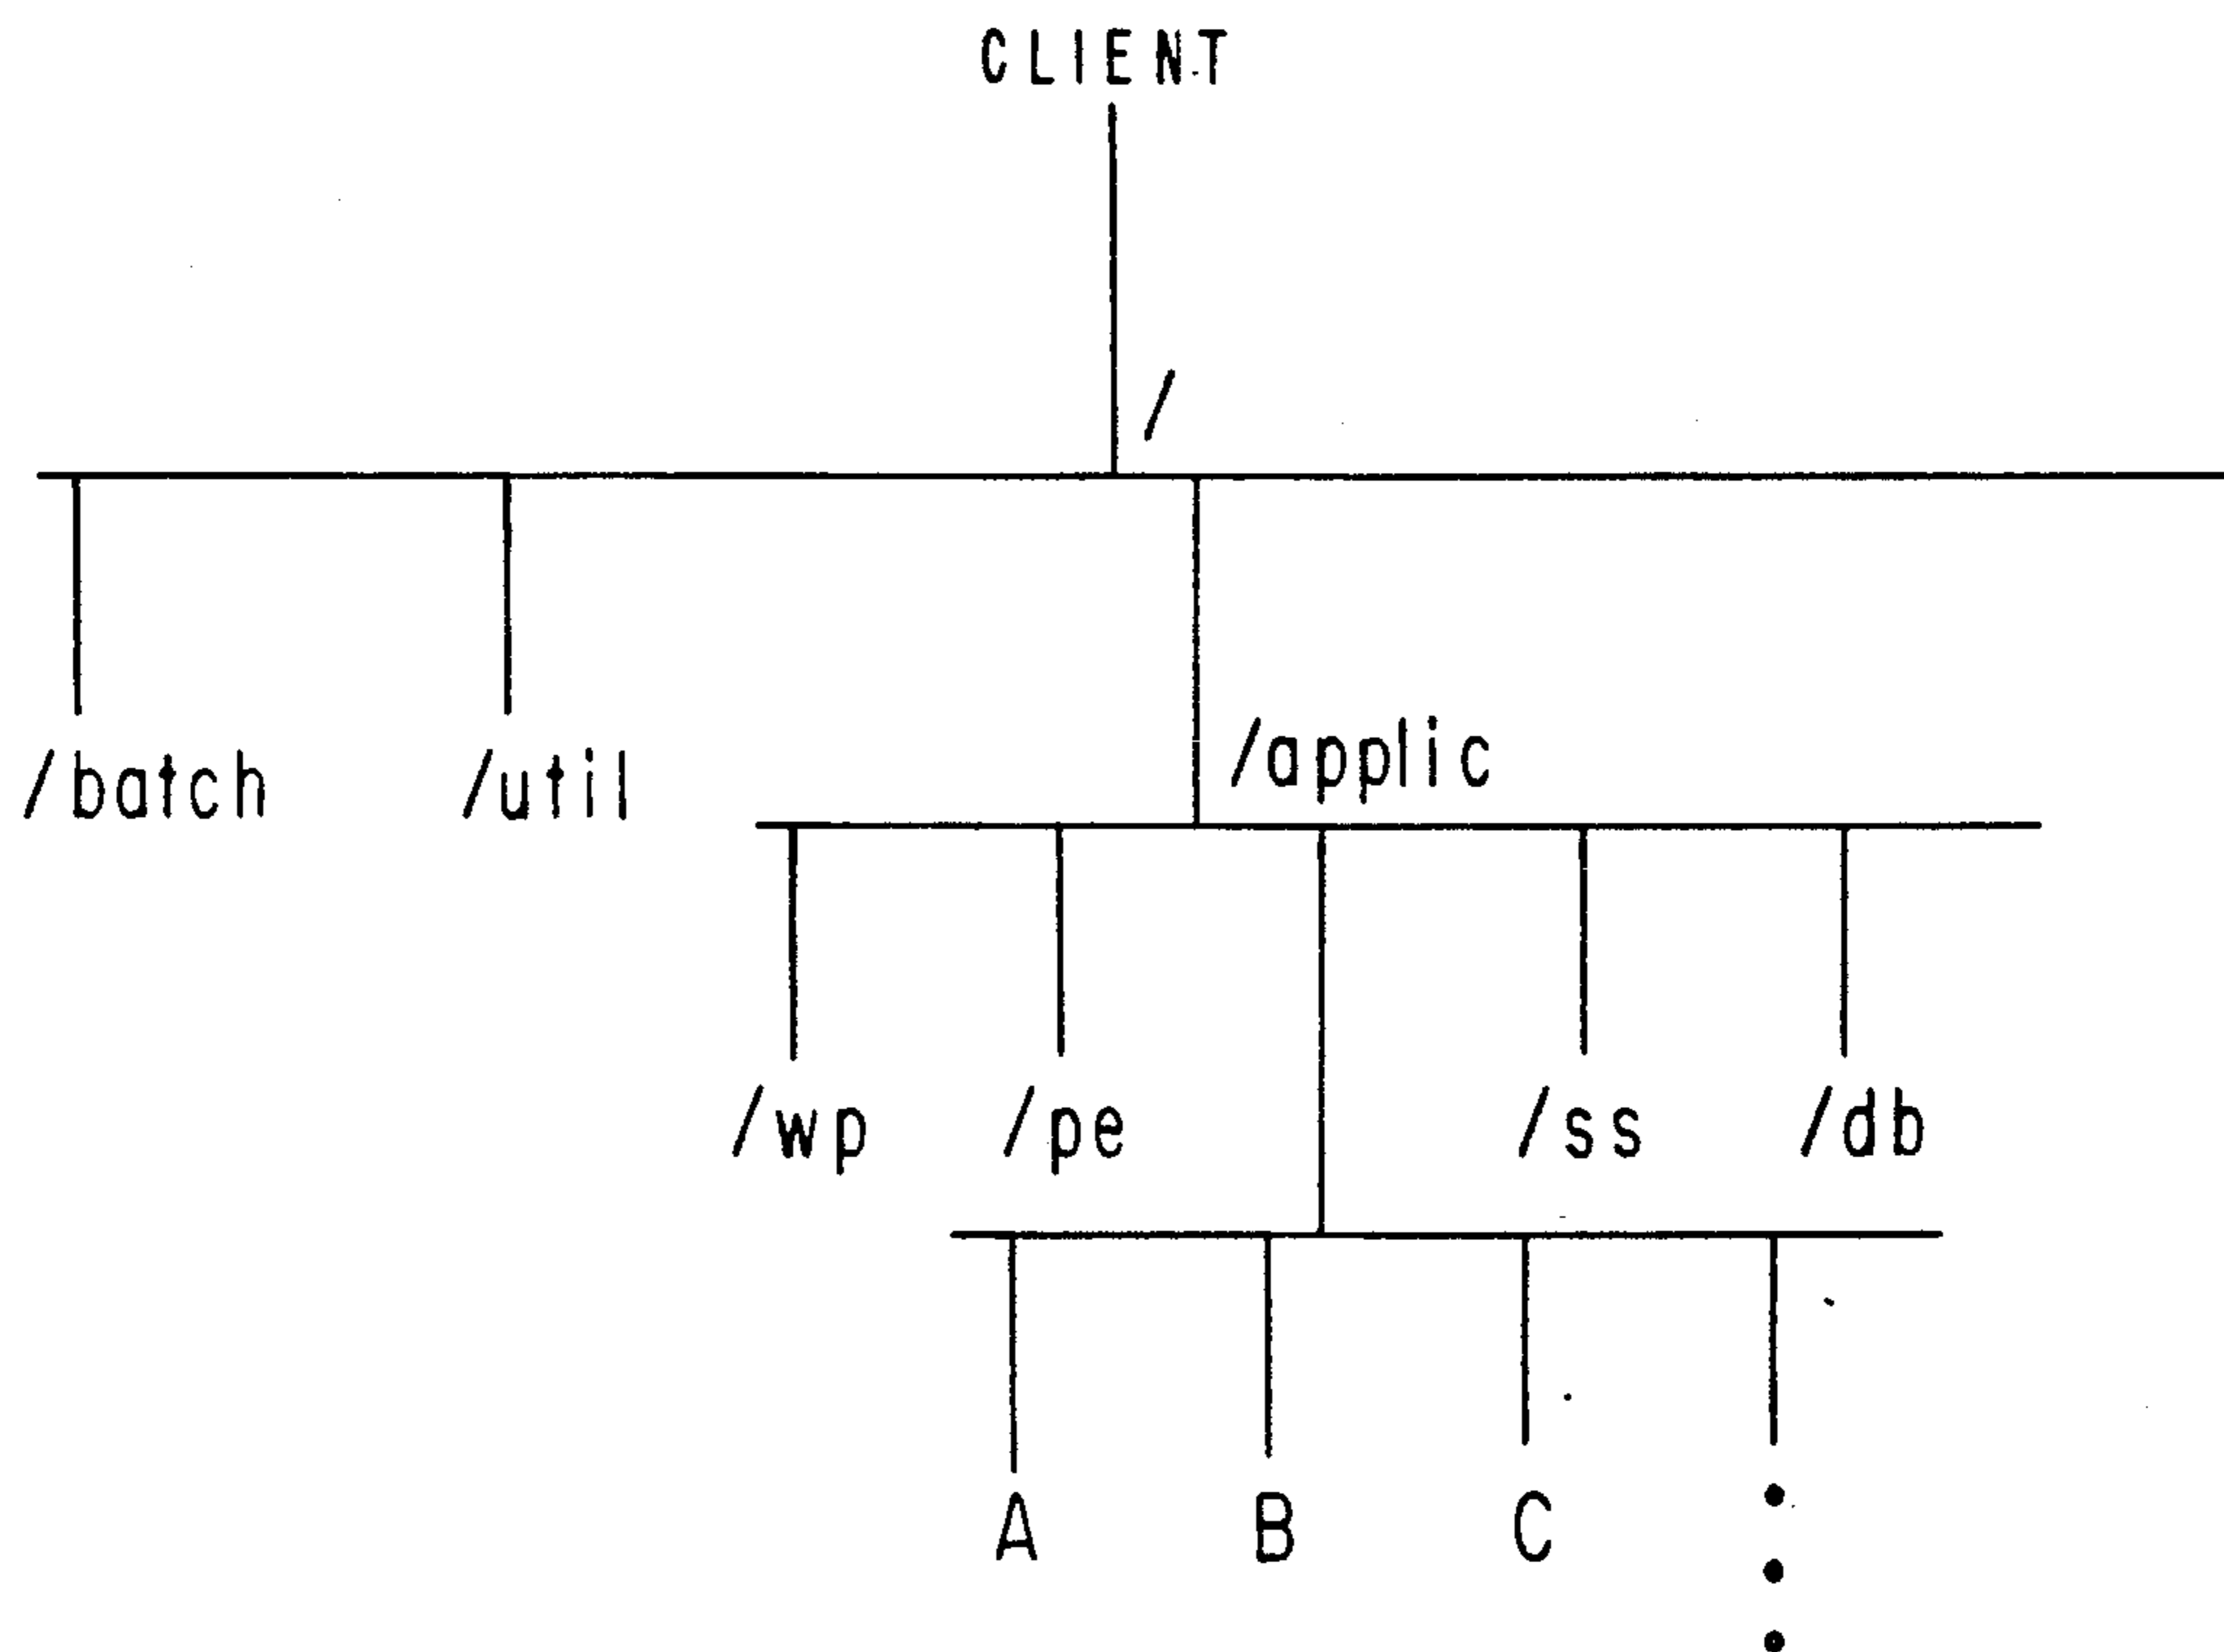 CLIENT
/
/batch /util /applic
/wp /pe /ss /db
A B C